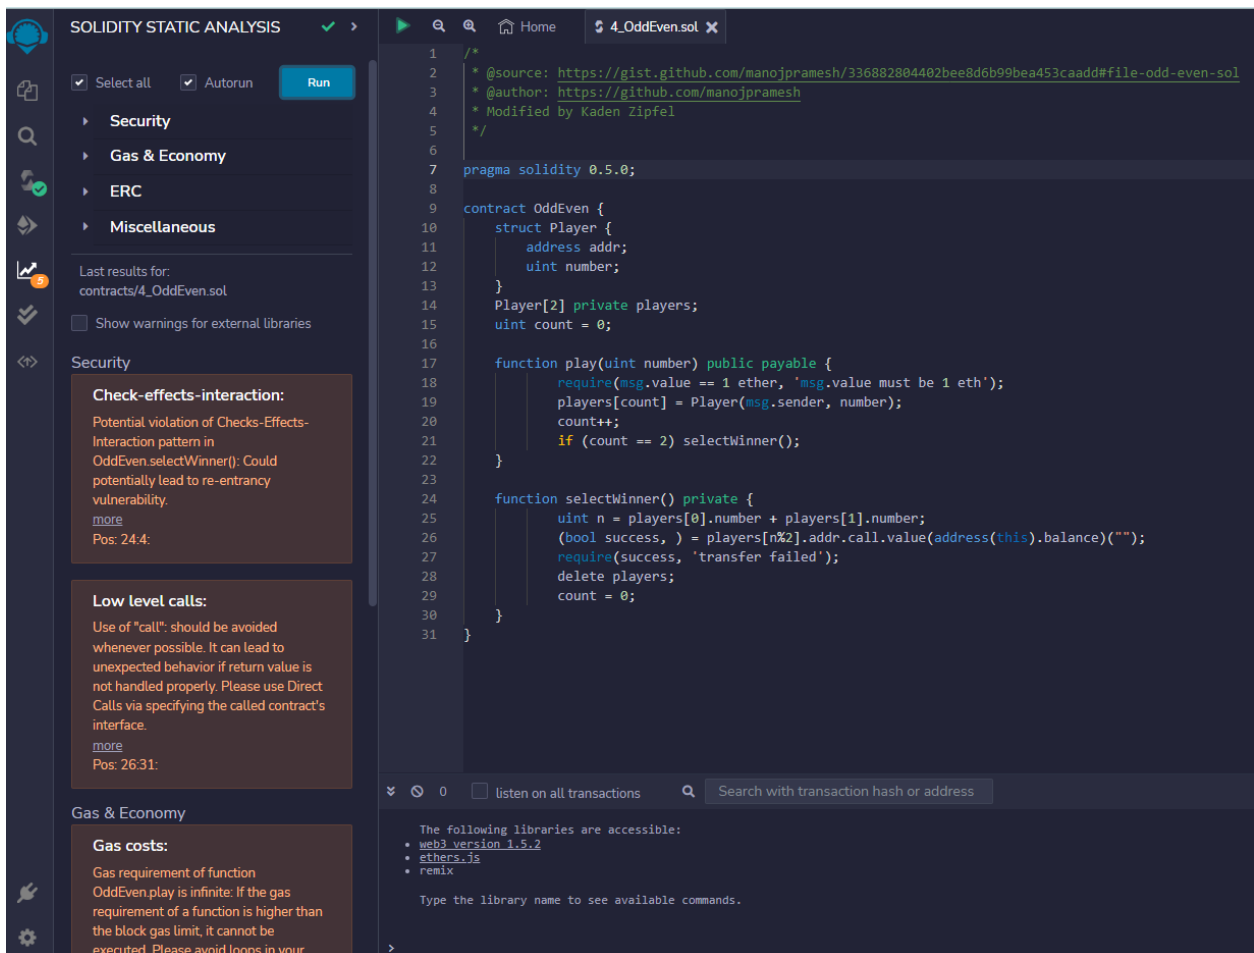 SOLIDITY STATIC ANALYSIS
Select all
Autorun
Run
Security
Gas & Economy
ERC
Miscellaneous
5
Last results for:
contracts/4_OddEven.sol
Show warnings for external libraries
Security
Check-effects-interaction:
Potential violation of Checks-Effects-
Interaction pattern in
OddEven.selectWinner(): Could
potentially lead to re-entrancy
vulnerability.
more
Pos: 24:4:
Low level calls:
Use of "call": should be avoided
whenever possible. It can lead to
unexpected behavior if return value is
not handled properly. Please use Direct
Calls via specifying the called contract's
interface.
more
Pos: 26:31:
Gas & Economy
Gas costs:
Gas requirement of function
OddEven.play is infinite: If the gas
requirement of a function is higher than
the block gas limit, it cannot be
executed. Please avoid loops in your
Home
4_OddEven.sol
1 /*
2 * @source: https://gist.github.com/manojpramesh/336882804402bee8d6b99bea453caadd#file-odd-even-sol
3 * @author: https://github.com/manojpramesh
4 * Modified by Kaden Zipfel
5 */
6
7 pragma solidity 0.5.0;
8
9 contract OddEven {
10 struct Player {
11 address addr;
12 uint number;
13 }
14 Player[2] private players;
15 uint count = 0;
16
17 function play(uint number) public payable {
18 require(msg.value == 1 ether, 'msg.value must be 1 eth');
19 players[count] = Player(msg.sender, number);
20 count++;
21 if (count == 2) selectWinner();
22 }
23
24 function selectWinner() private {
25 uint n = players[0].number + players[1].number;
26 (bool success, ) = players[n%2].addr.call.value(address(this).balance)("");
27 require(success, 'transfer failed');
28 delete players;
29 count = 0;
30 }
31 }
0
listen on all transactions
Search with transaction hash or address
The following libraries are accessible:
• web3 version 1.5.2
• ethers.js
• remix
Type the library name to see available commands.
>